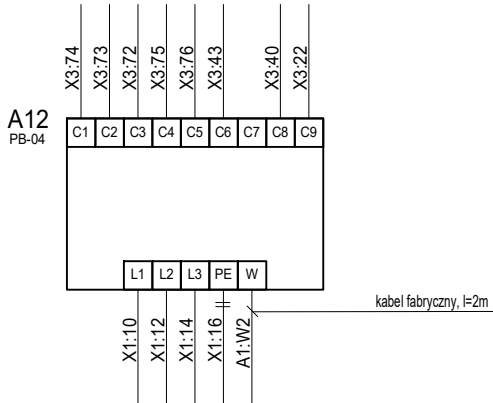 X3:74 X3:73 X3:72 X3:75 X3:76 X3:43 X3:40 X3:22
A12
PB-04
C1 C2 C3 C4 C5 C6 C7 C8 C9
L1 L2 L3 PE W
kabel fabryczny, l=2m
X1:10 X1:12 X1:14 X1:16 A1:W2